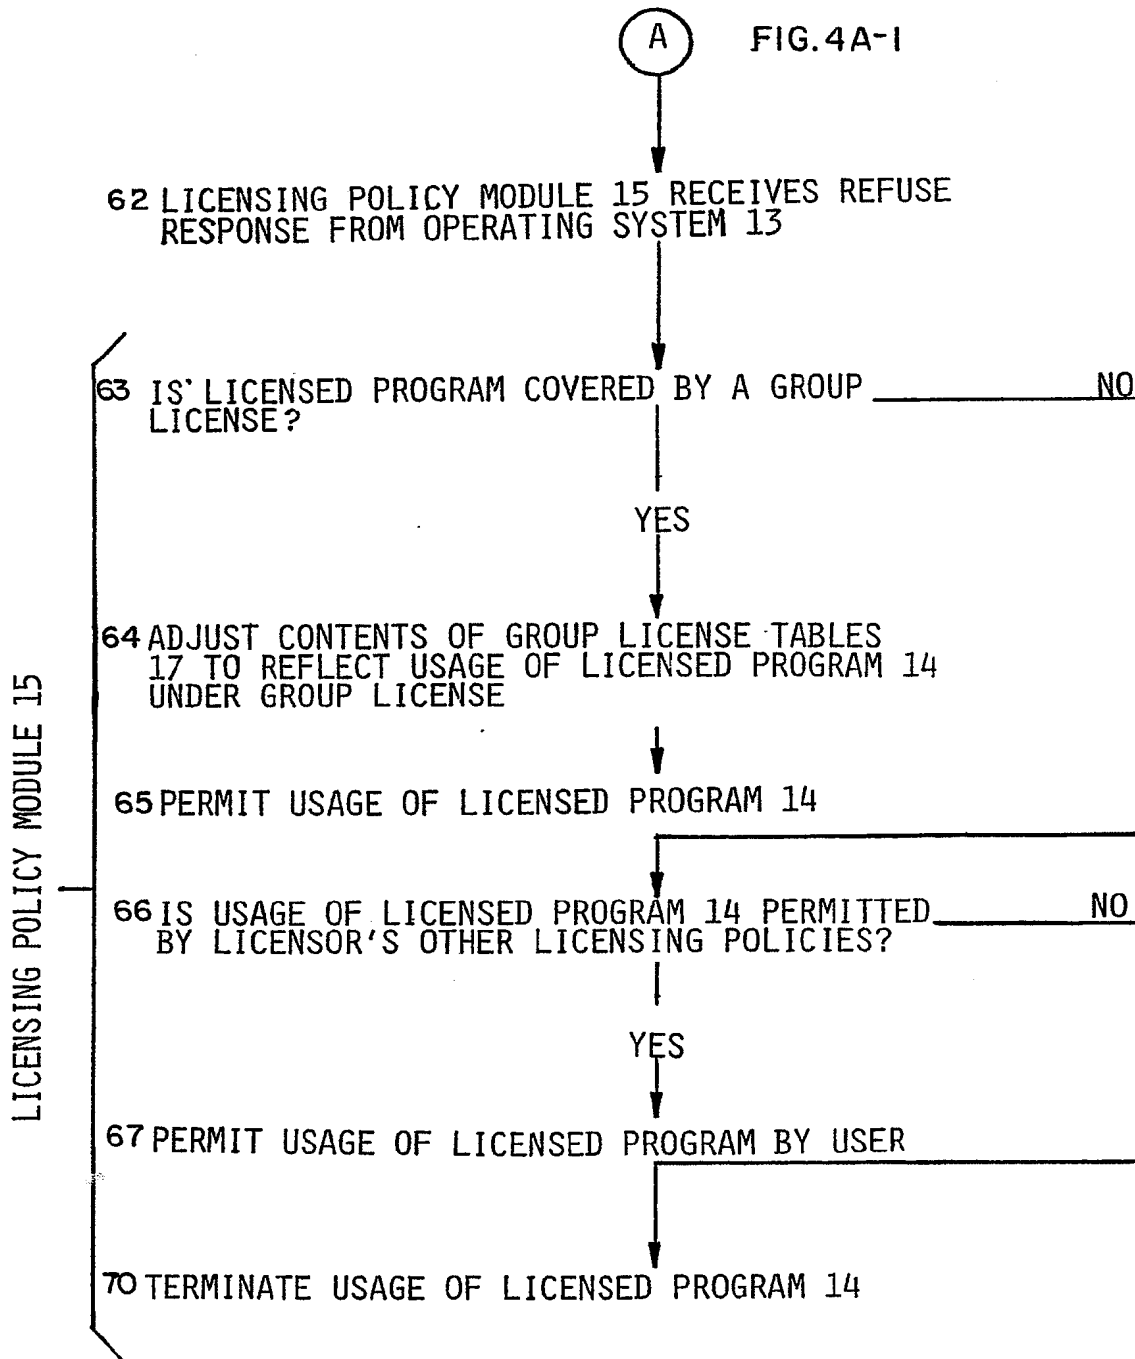 A
FIG.4A-1
62 LICENSING POLICY MODULE 15 RECEIVES REFUSE
RESPONSE FROM OPERATING SYSTEM 13
63 IS LICENSED PROGRAM COVERED BY A GROUP NO
LICENSE?
YES
64 ADJUST CONTENTS OF GROUP LICENSE TABLES
17 TO REFLECT USAGE OF LICENSED PROGRAM 14
UNDER GROUP LICENSE
65 PERMIT USAGE OF LICENSED PROGRAM 14
66 IS USAGE OF LICENSED PROGRAM 14 PERMITTED NO
BY LICENSOR'S OTHER LICENSING POLICIES?
YES
67 PERMIT USAGE OF LICENSED PROGRAM BY USER
70 TERMINATE USAGE OF LICENSED PROGRAM 14
LICENSING POLICY MODULE 15